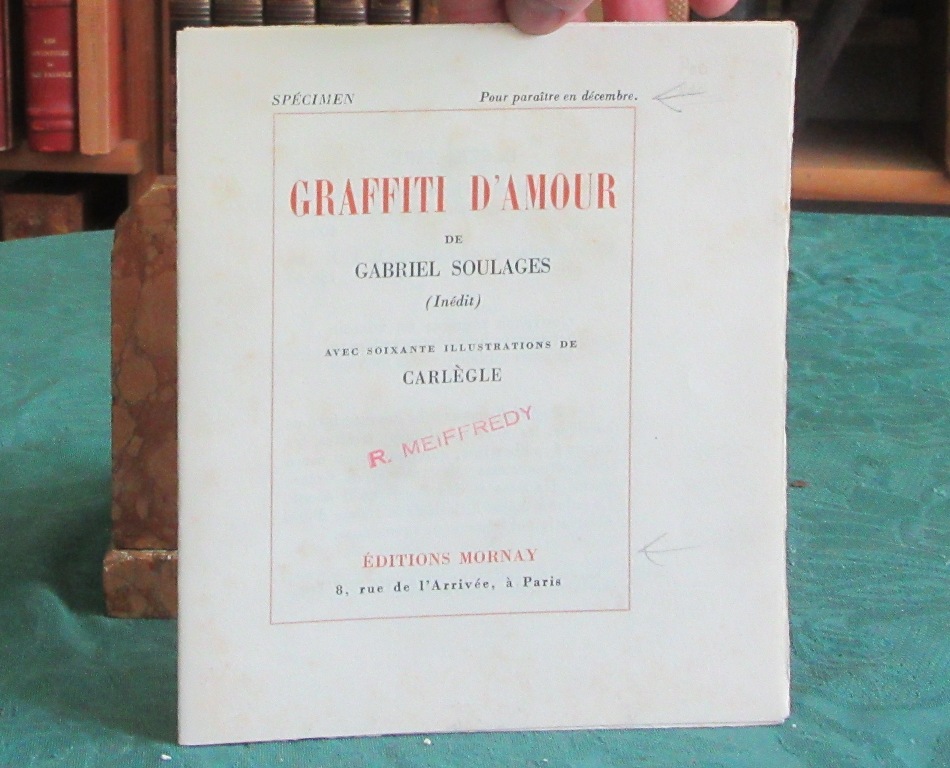 SPÉCIMEN Pour paraître en décembre.
GRAFFITI D'AMOUR
DE
GABRIEL SOULAGES
(Inédit)
AVEC SOIXANTE ILLUSTRATIONS DE
CARLÈGLE
R. MEIFFREDY
ÉDITIONS MORNAY
8, rue de l'Arrivée, à Paris